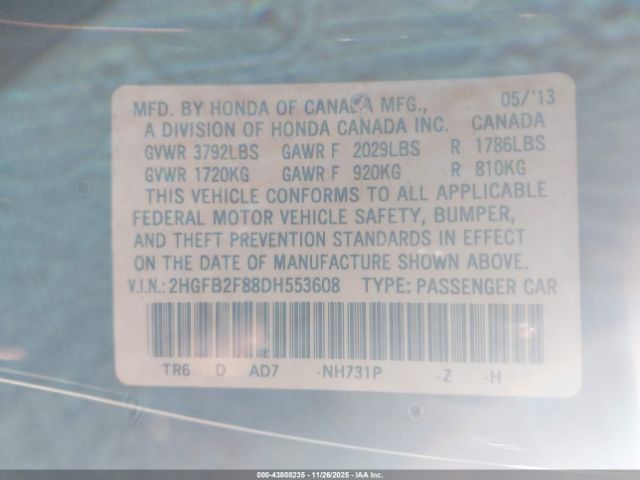 MFD. BY HONDA OF CANADA MFG., 05/'13
A DIVISION OF HONDA CANADA INC. CANADA
GVWR 3792LBS GAWR F 2029LBS R 1786LBS
GVWR 1720KG GAWR F 920KG R 810KG
THIS VEHICLE CONFORMS TO ALL APPLICABLE
FEDERAL MOTOR VEHICLE SAFETY, BUMPER,
AND THEFT PREVENTION STANDARDS IN EFFECT
ON THE DATE OF MANUFACTURE SHOWN ABOVE.
V.I.N.: 2HGFB2F88DH553608 TYPE: PASSENGER CAR
TR6 D AD7 -NH731P -Z -H
000-43808235 - 11/26/2025 - IAA Inc.